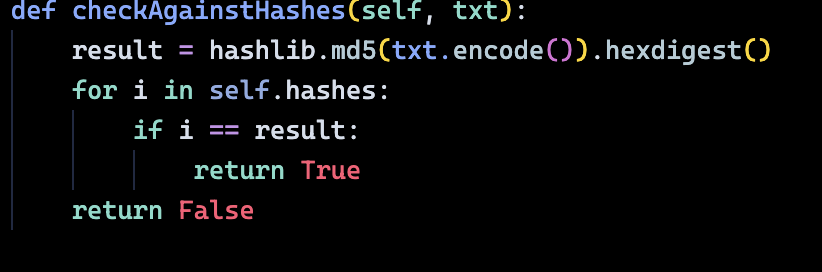 def checkAgainstHashes(self, txt):
    result = hashlib.md5(txt.encode()).hexdigest()
    for i in self.hashes:
        if i == result:
            return True
    return False